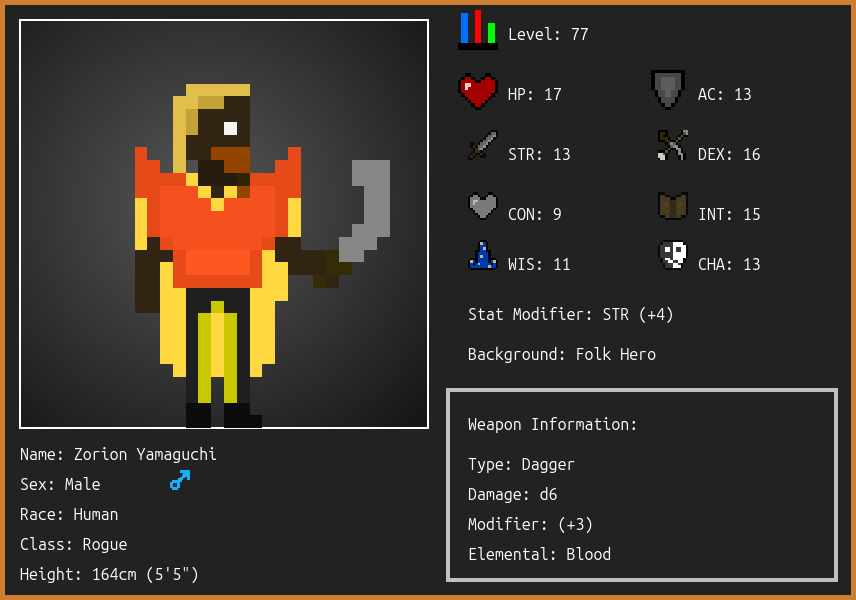 Level: 77
HP: 17
AC: 13
STR: 13
DEX: 16
CON: 9
INT: 15
WIS: 11
CHA: 13
Stat Modifier: STR (+4)
Background: Folk Hero
Weapon Information:
Type: Dagger
Damage: d6
Modifier: (+3)
Elemental: Blood
Name: Zorion Yamaguchi
Sex: Male
Race: Human
Class: Rogue
Height: 164cm (5'5")